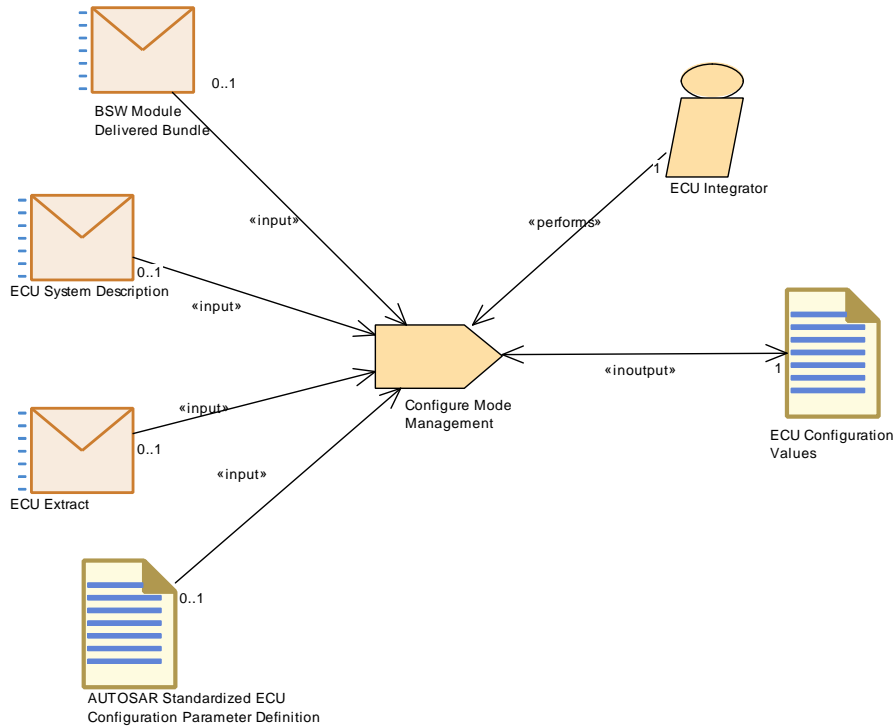 0..1
BSW Module
Delivered Bundle
1
ECU Integrator
«input»
«performs»
0..1
ECU System Description
«input»
«inoutput»
1
«input»
Configure Mode
Management
0..1
ECU Configuration
Values
«input»
ECU Extract
0..1
AUTOSAR Standardized ECU
Configuration Parameter Definition